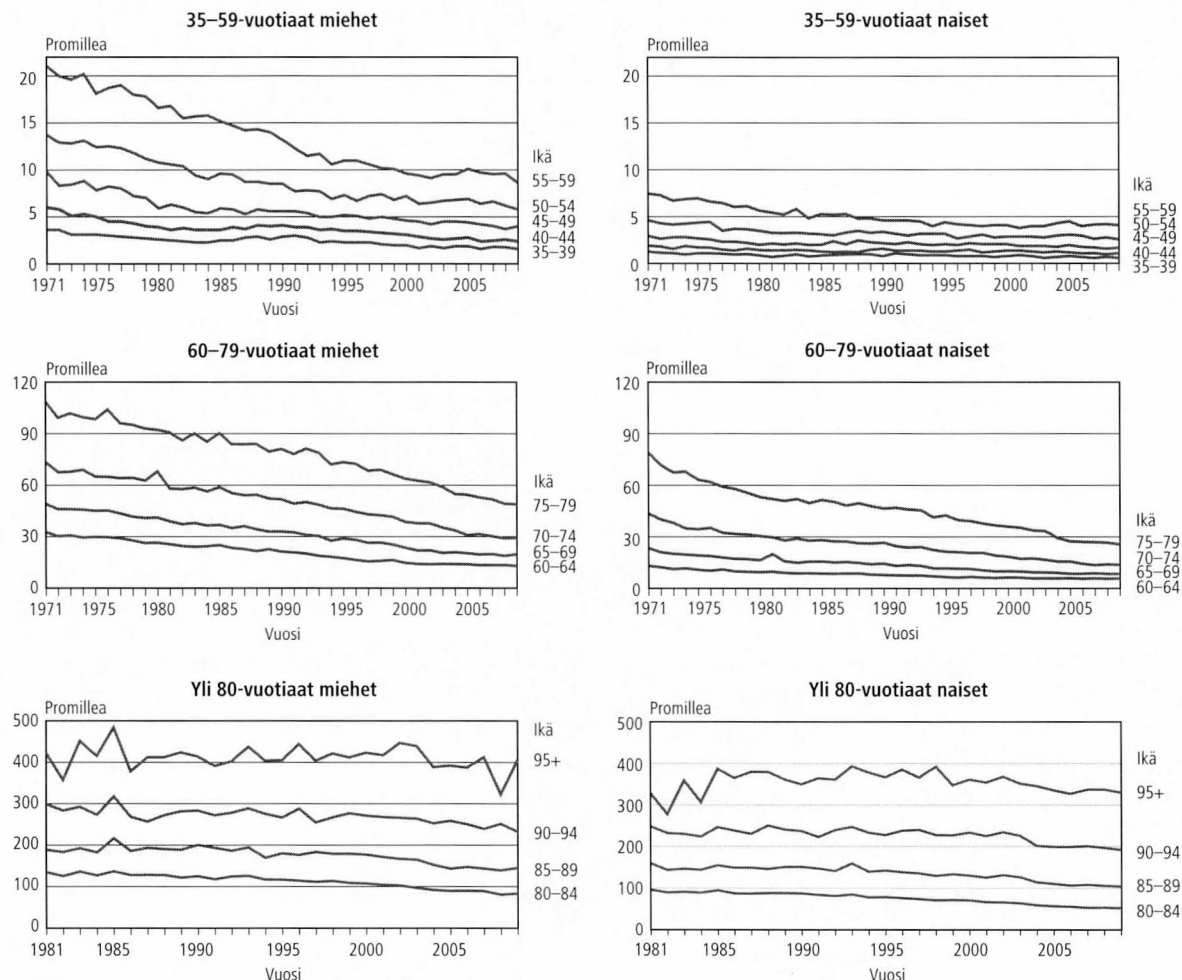 35–59-vuotiaat miehet
Promillea
20
15
10
5
0
1971 1975 1980 1985 1990 1995 2000 2005
Vuosi
Ikä
55–59
50–54
45–49
40–44
35–39
35–59-vuotiaat naiset
Promillea
20
15
10
5
0
1971 1975 1980 1985 1990 1995 2000 2005
Vuosi
Ikä
55–59
50–54
45–49
40–44
35–39
60–79-vuotiaat miehet
Promillea
120
90
60
30
0
1971 1975 1980 1985 1990 1995 2000 2005
Vuosi
Ikä
75–79
70–74
65–69
60–64
60–79-vuotiaat naiset
Promillea
120
90
60
30
0
1971 1975 1980 1985 1990 1995 2000 2005
Vuosi
Ikä
75–79
70–74
65–69
60–64
Yli 80-vuotiaat miehet
Promillea
500
400
300
200
100
0
1981 1985 1990 1995 2000 2005
Vuosi
Ikä
95+
90–94
85–89
80–84
Yli 80-vuotiaat naiset
Promillea
500
400
300
200
100
0
1981 1985 1990 1995 2000 2005
Vuosi
Ikä
95+
90–94
85–89
80–84